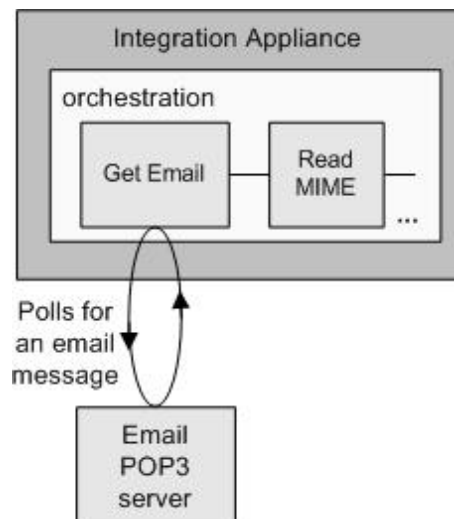 Integration Appliance
orchestration
Get Email
Read
MIME
...
Polls for
an email
message
Email
POP3
server